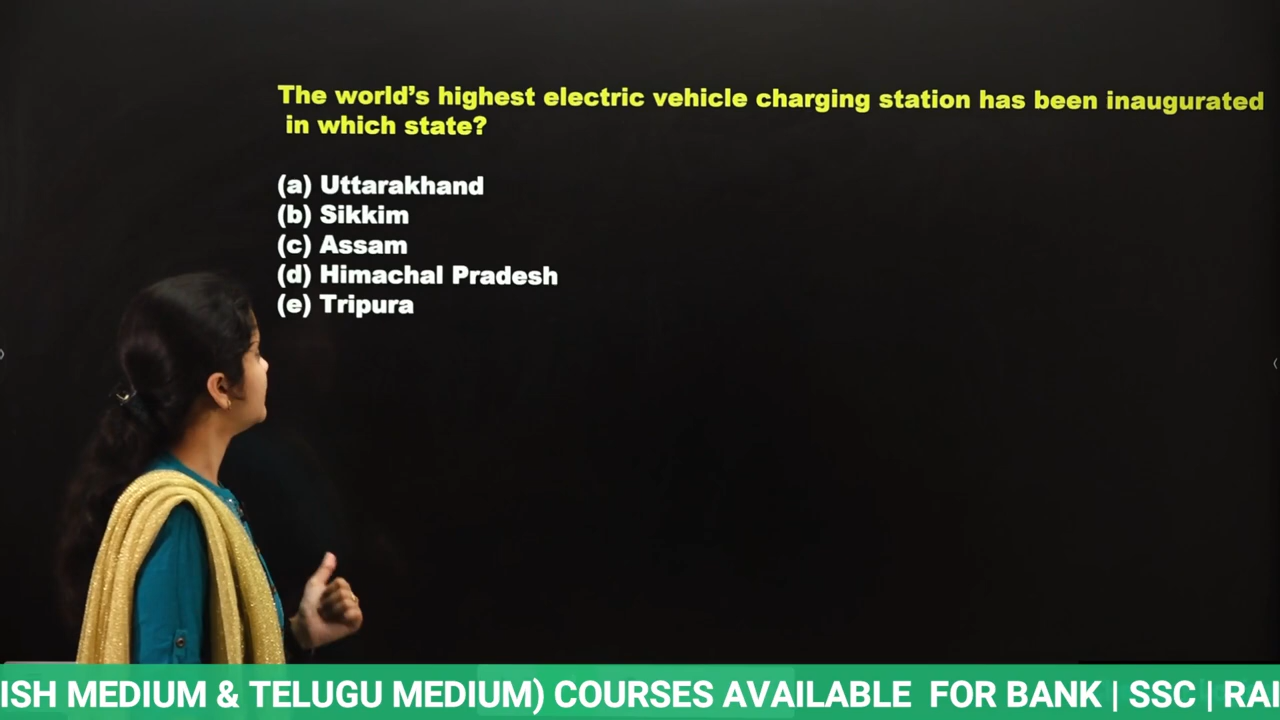 The world’s highest electric vehicle charging station has been inaugurated
in which state?
(a) Uttarakhand
(b) Sikkim
(c) Assam
(d) Himachal Pradesh
(e) Tripura
ISH MEDIUM & TELUGU MEDIUM) COURSES AVAILABLE FOR BANK | SSC | RAI